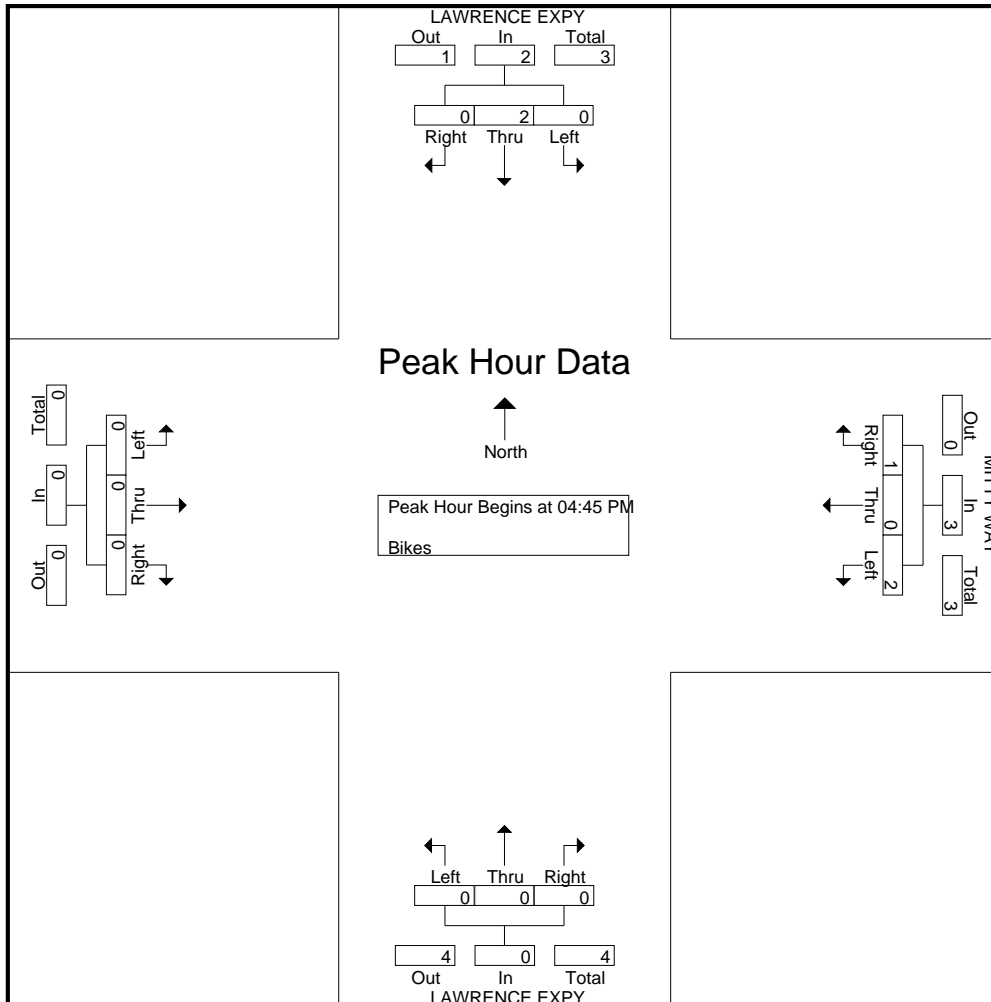 LAWRENCE EXPY
Out In Total
1 2 3
0 2 0
Right Thru Left
Peak Hour Data
North
Peak Hour Begins at 04:45 PM
Bikes
Total In Out
0 0 0
0 0 0
Left Thru Right
Right Thru Left
1 0 2
Out In Total
0 3 3
Left Thru Right
0 0 0
4 0 4
Out In Total
LAWRENCE EXPY